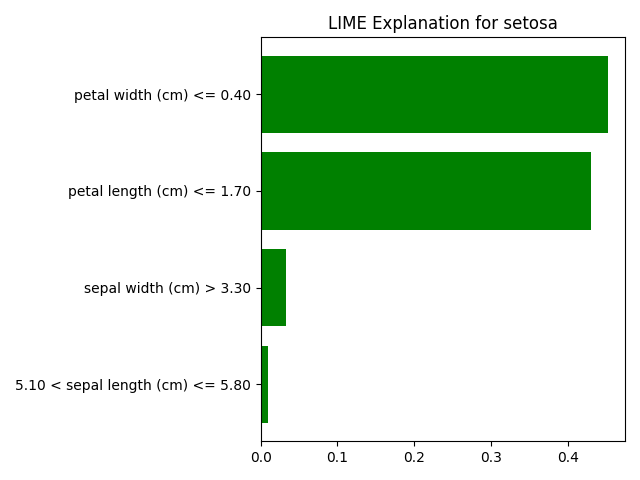 LIME Explanation for setosa
petal width (cm) <= 0.40
petal length (cm) <= 1.70
sepal width (cm) > 3.30
5.10 < sepal length (cm) <= 5.80
0.0 0.1 0.2 0.3 0.4